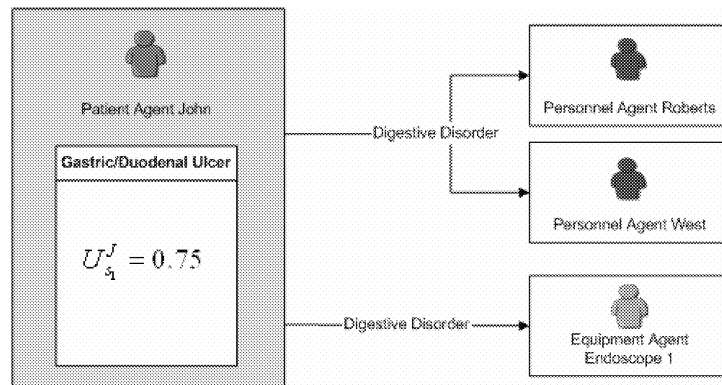 Patient Agent John
Gastric/Duodenal Ulcer
U_{s_1}^{J} = 0.75
Digestive Disorder
Digestive Disorder
Personnel Agent Roberts
Personnel Agent West
Equipment Agent
Endoscope 1